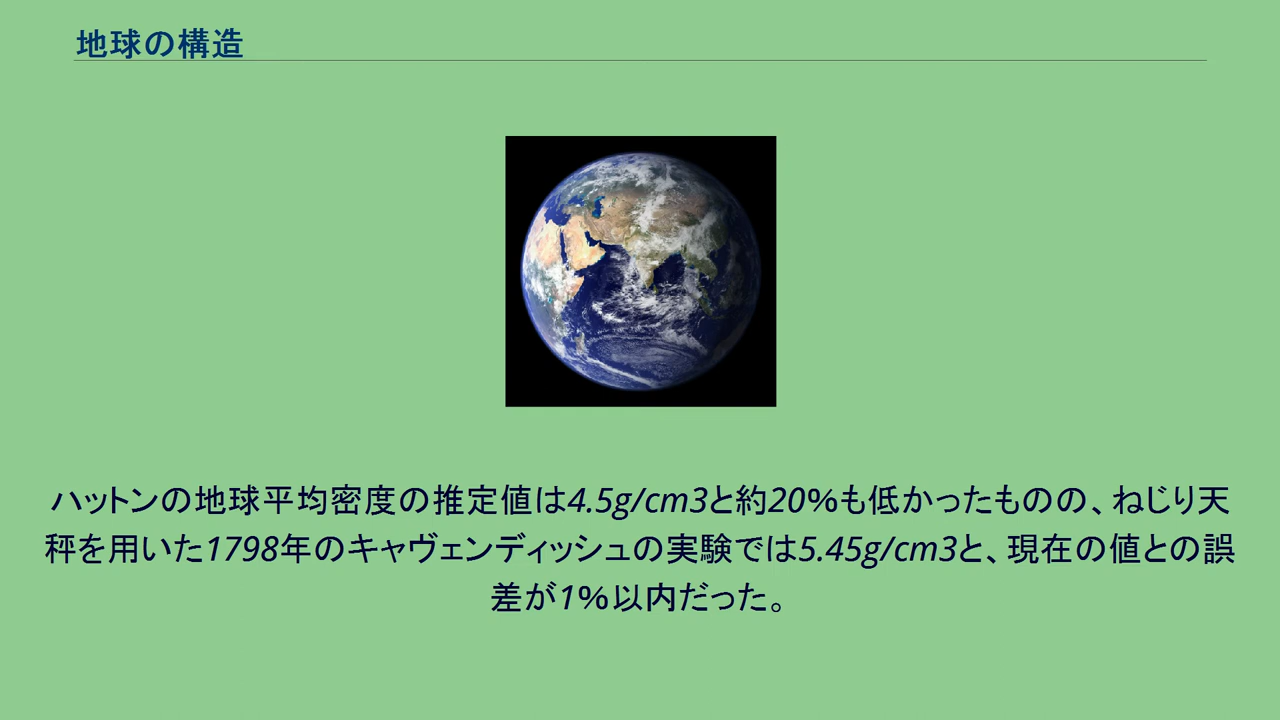 地球の構造
ハットンの地球平均密度の推定値は4.5g/cm3と約20%も低かったものの、ねじり天
秤を用いた1798年のキャヴェンディッシュの実験では5.45g/cm3と、現在の値との誤
差が1%以内だった。